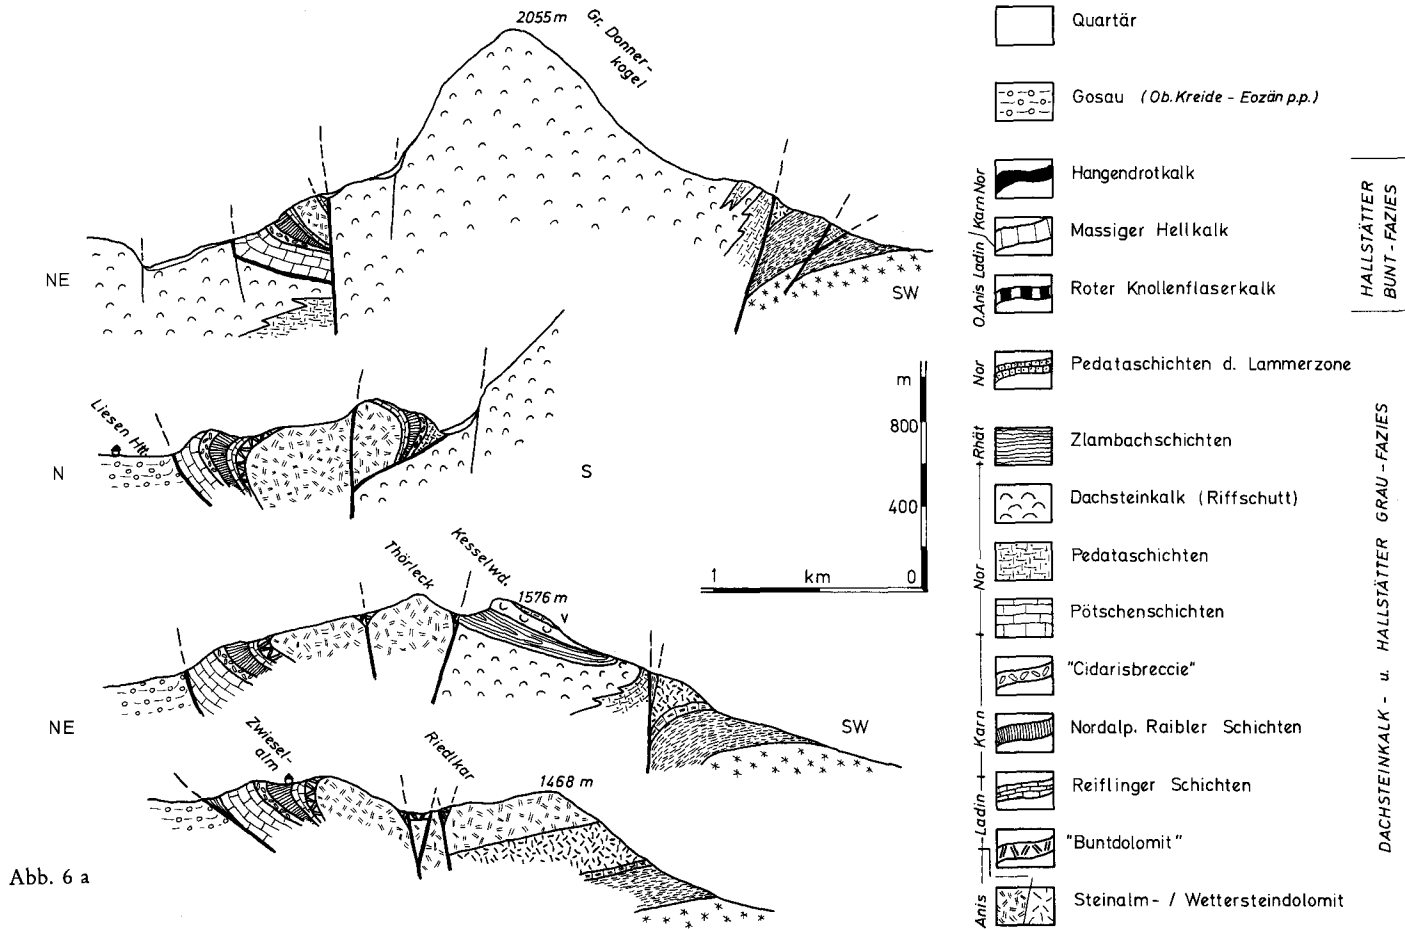 2055 m
Gr. Donner-
kogel
NE
SW
Liesen Htt.
N
S
m
800
400
0
1
km
Thörleck
Kesselwd.
1576 m
v
NE
SW
Zwiesel-
alm
Riedlkar
1468 m
Abb. 6 a
Quartär
Gosau (Ob. Kreide - Eozän p.p.)
Hangendrotkalk
Massiger Hellkalk
Roter Knollenflaserkalk
O.Anis Ladin / Karn Nor
HALLSTÄTTER
BUNT - FAZIES
Nor
Pedataschichten d. Lammerzone
Zlambachschichten
Dachsteinkalk (Riffschutt)
Pedataschichten
Pötschenschichten
"Cidarisbreccie"
Nordalp. Raibler Schichten
Reiflinger Schichten
"Buntdolomit"
Steinalm- / Wettersteindolomit
Rhät
Nor
Karn
Ladin
Anis
DACHSTEINKALK - u. HALLSTÄTTER GRAU - FAZIES